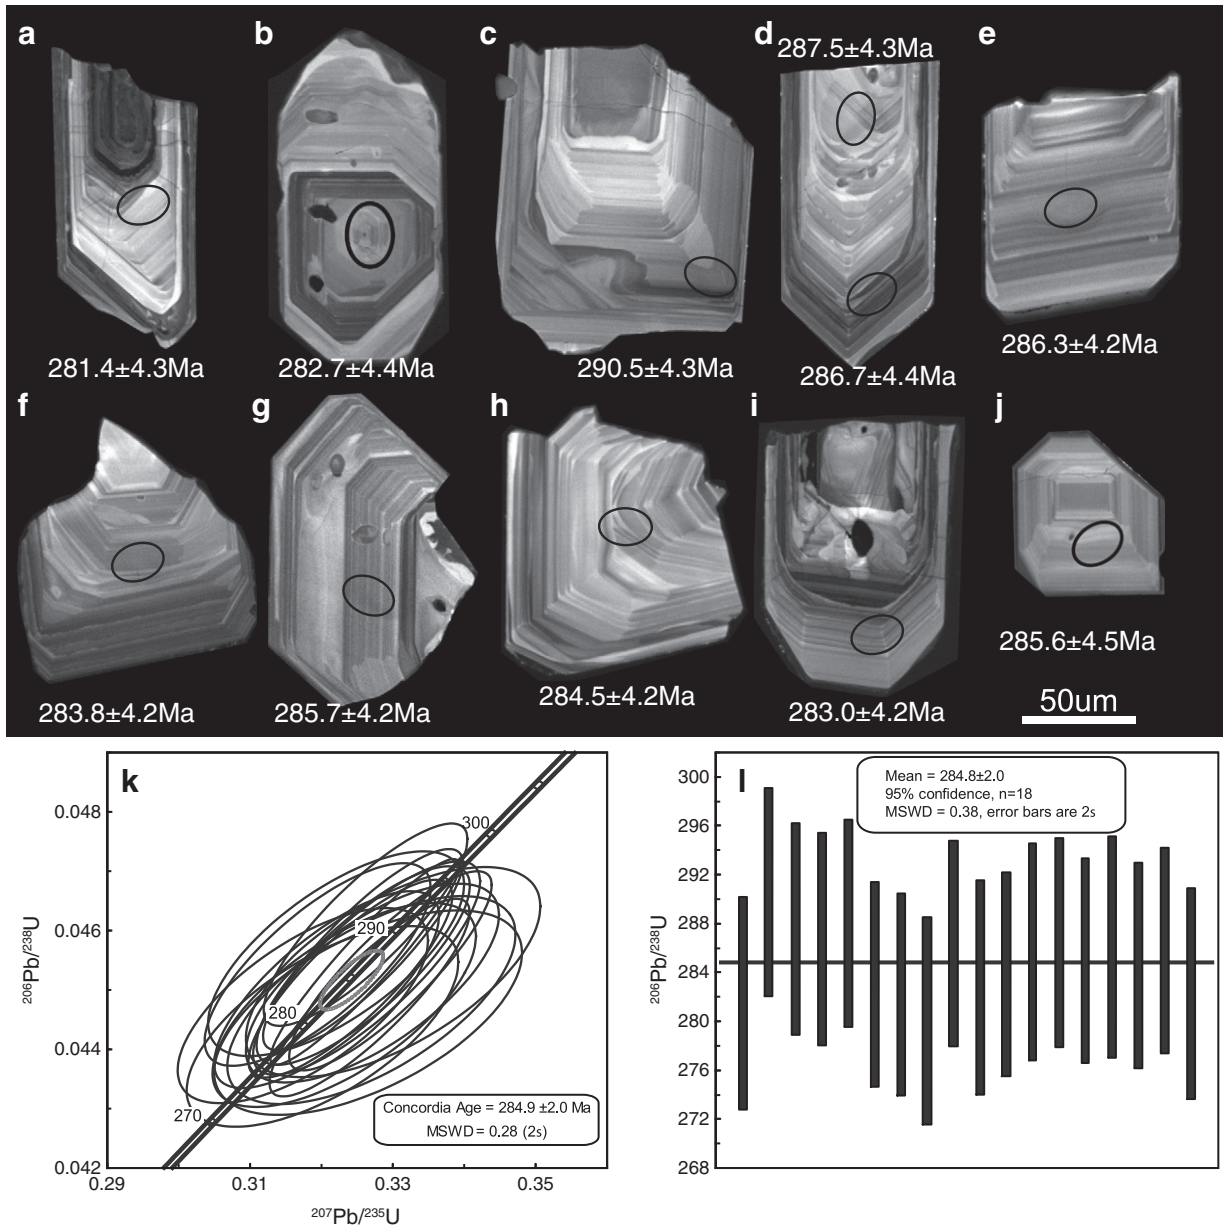 a
b
c
d
e
287.5±4.3Ma
281.4±4.3Ma
282.7±4.4Ma
290.5±4.3Ma
286.7±4.4Ma
286.3±4.2Ma
f
g
h
i
j
283.8±4.2Ma
285.7±4.2Ma
284.5±4.2Ma
283.0±4.2Ma
285.6±4.5Ma
50um
k
0.048
0.046
0.044
0.042
206Pb/238U
300
290
280
270
Concordia Age = 284.9 ±2.0 Ma
MSWD = 0.28 (2s)
0.29
0.31
0.33
0.35
207Pb/235U
l
Mean = 284.8±2.0
95% confidence, n=18
MSWD = 0.38, error bars are 2s
300
296
292
288
284
280
276
272
268
206Pb/238U